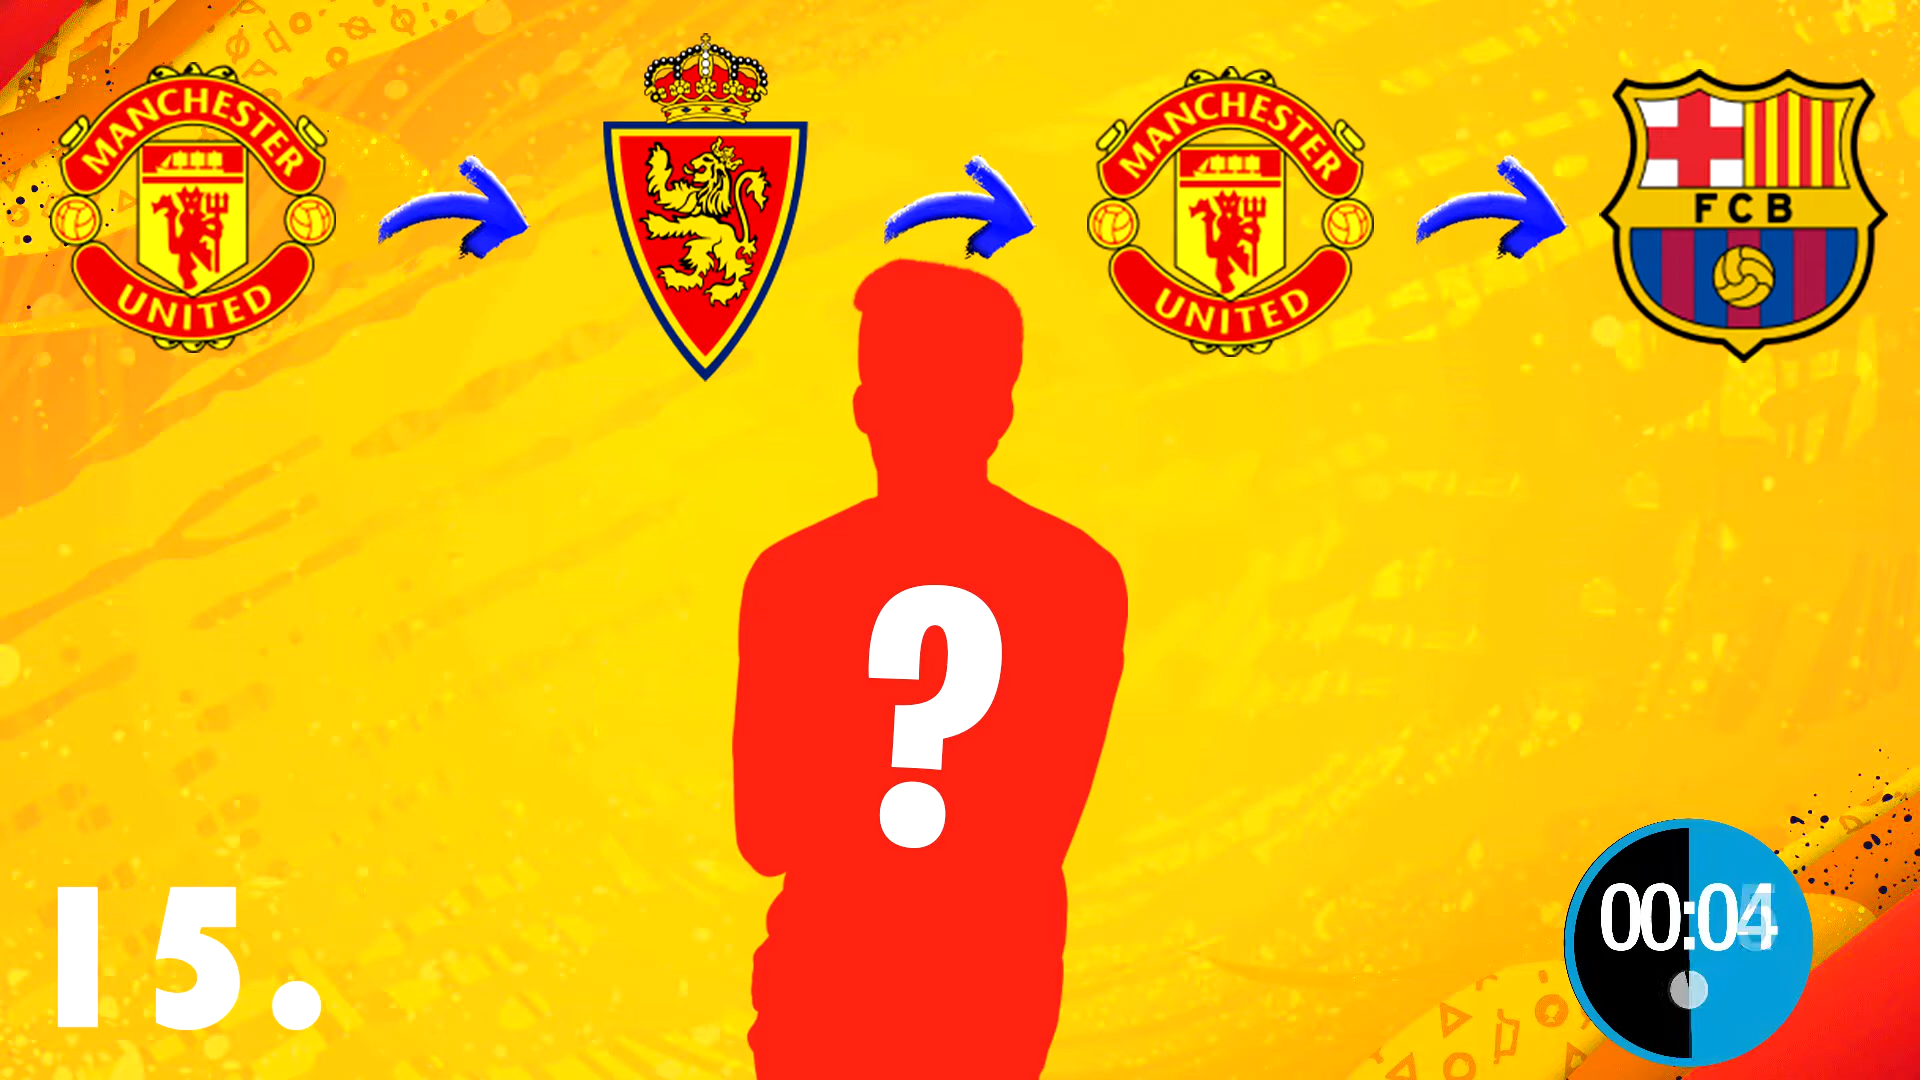 MANCHESTER
UNITED
MANCHESTER
UNITED
FCB
?
15.
00:04